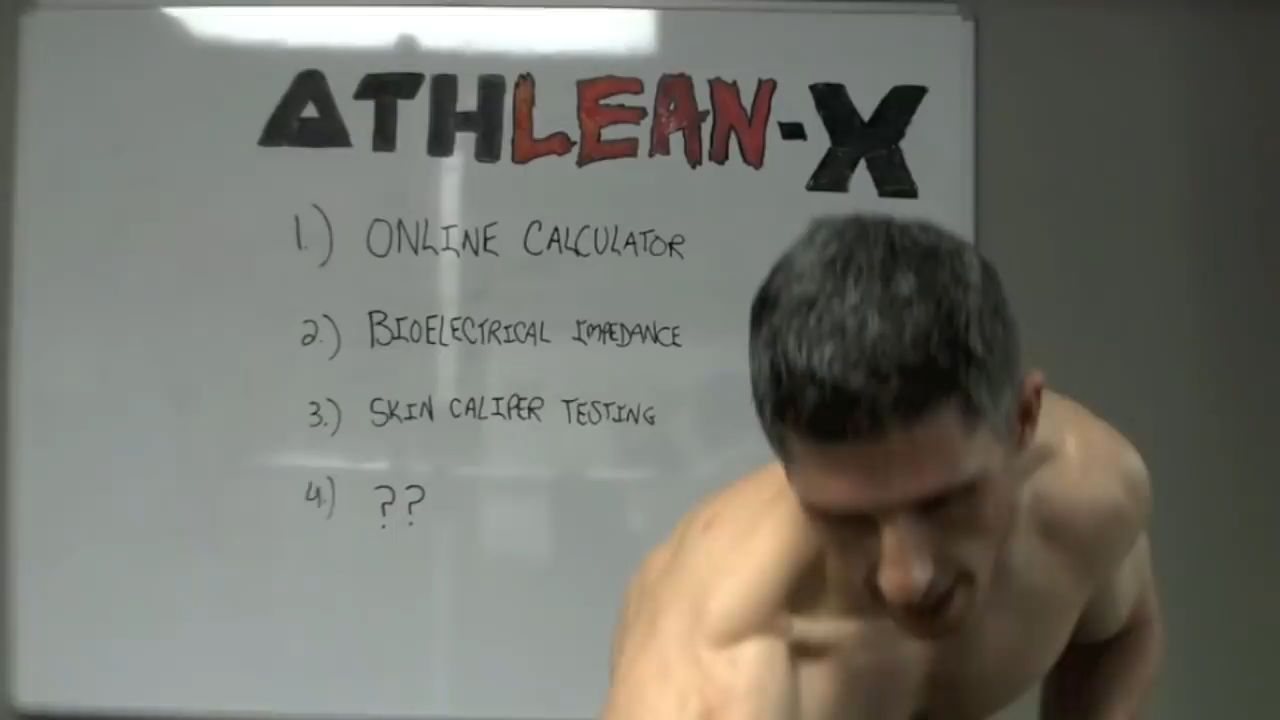 ATHLEAN-X
1.) ONLINE CALCULATOR
2.) BIOELECTRICAL IMPEDANCE
3.) SKIN CALIPER TESTING
4.) ??